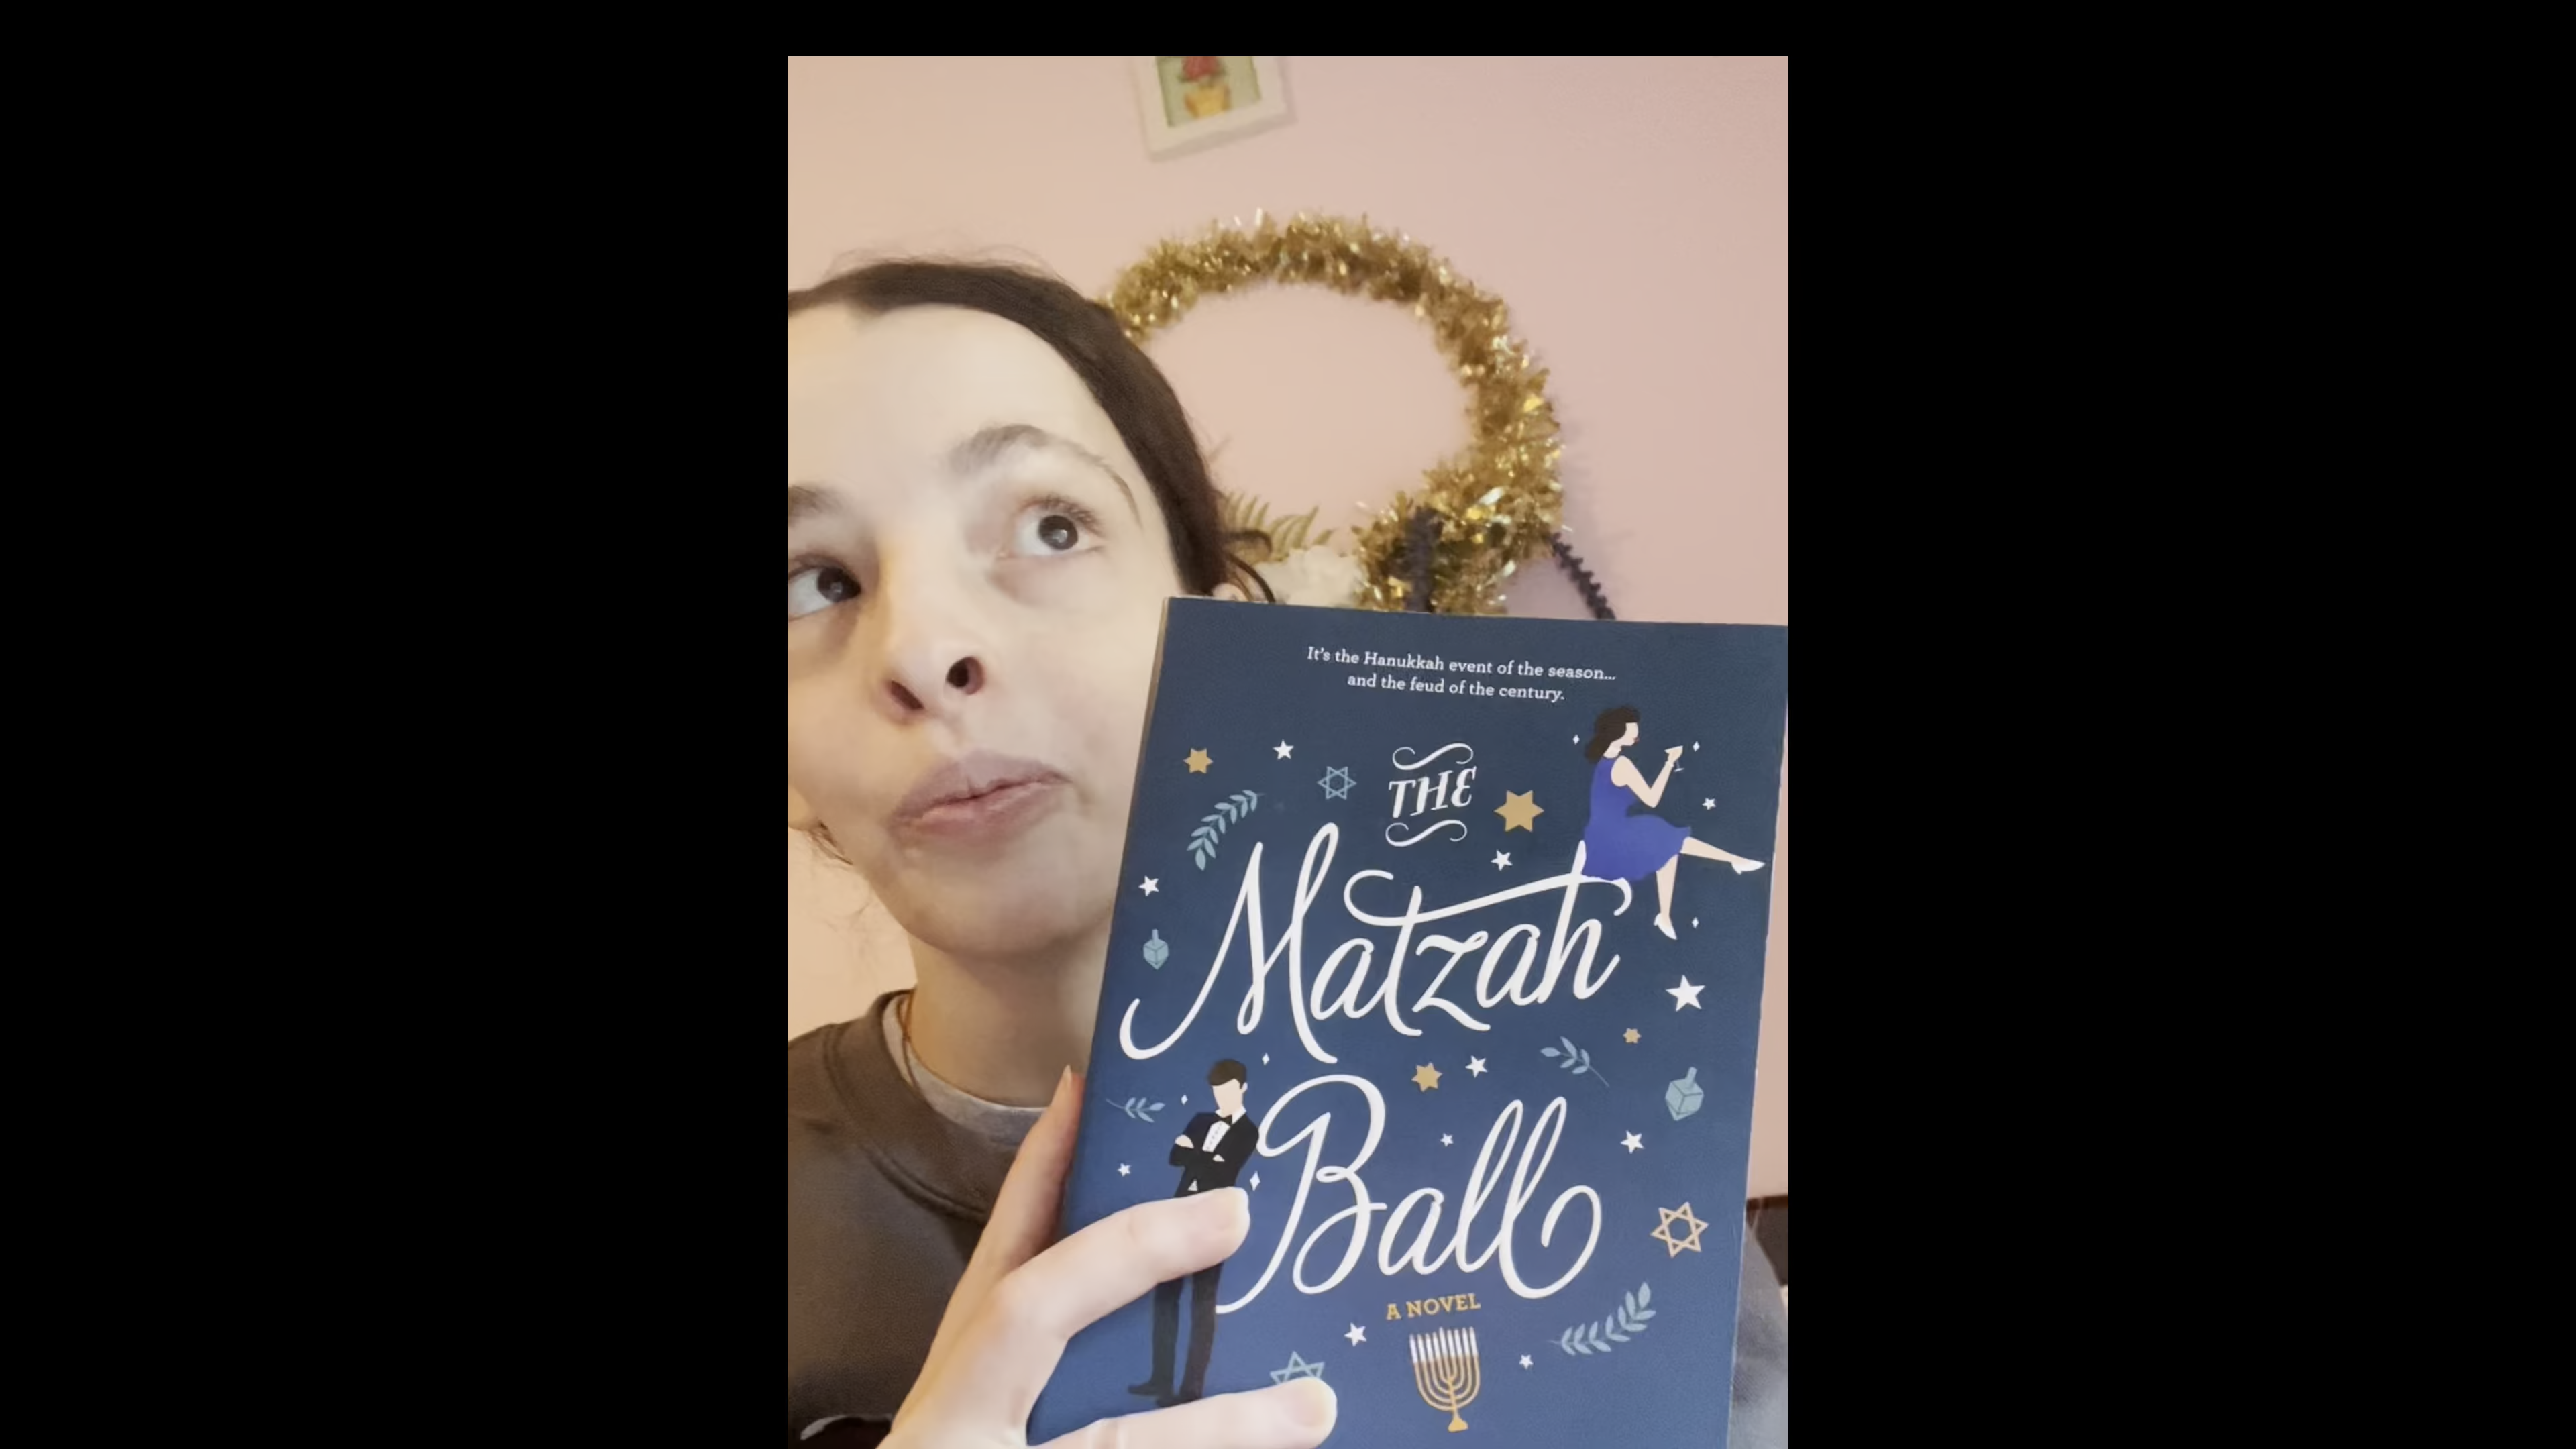 It's the Hanukkah event of the season...
and the feud of the century.
THE
Matzah
Ball
A NOVEL